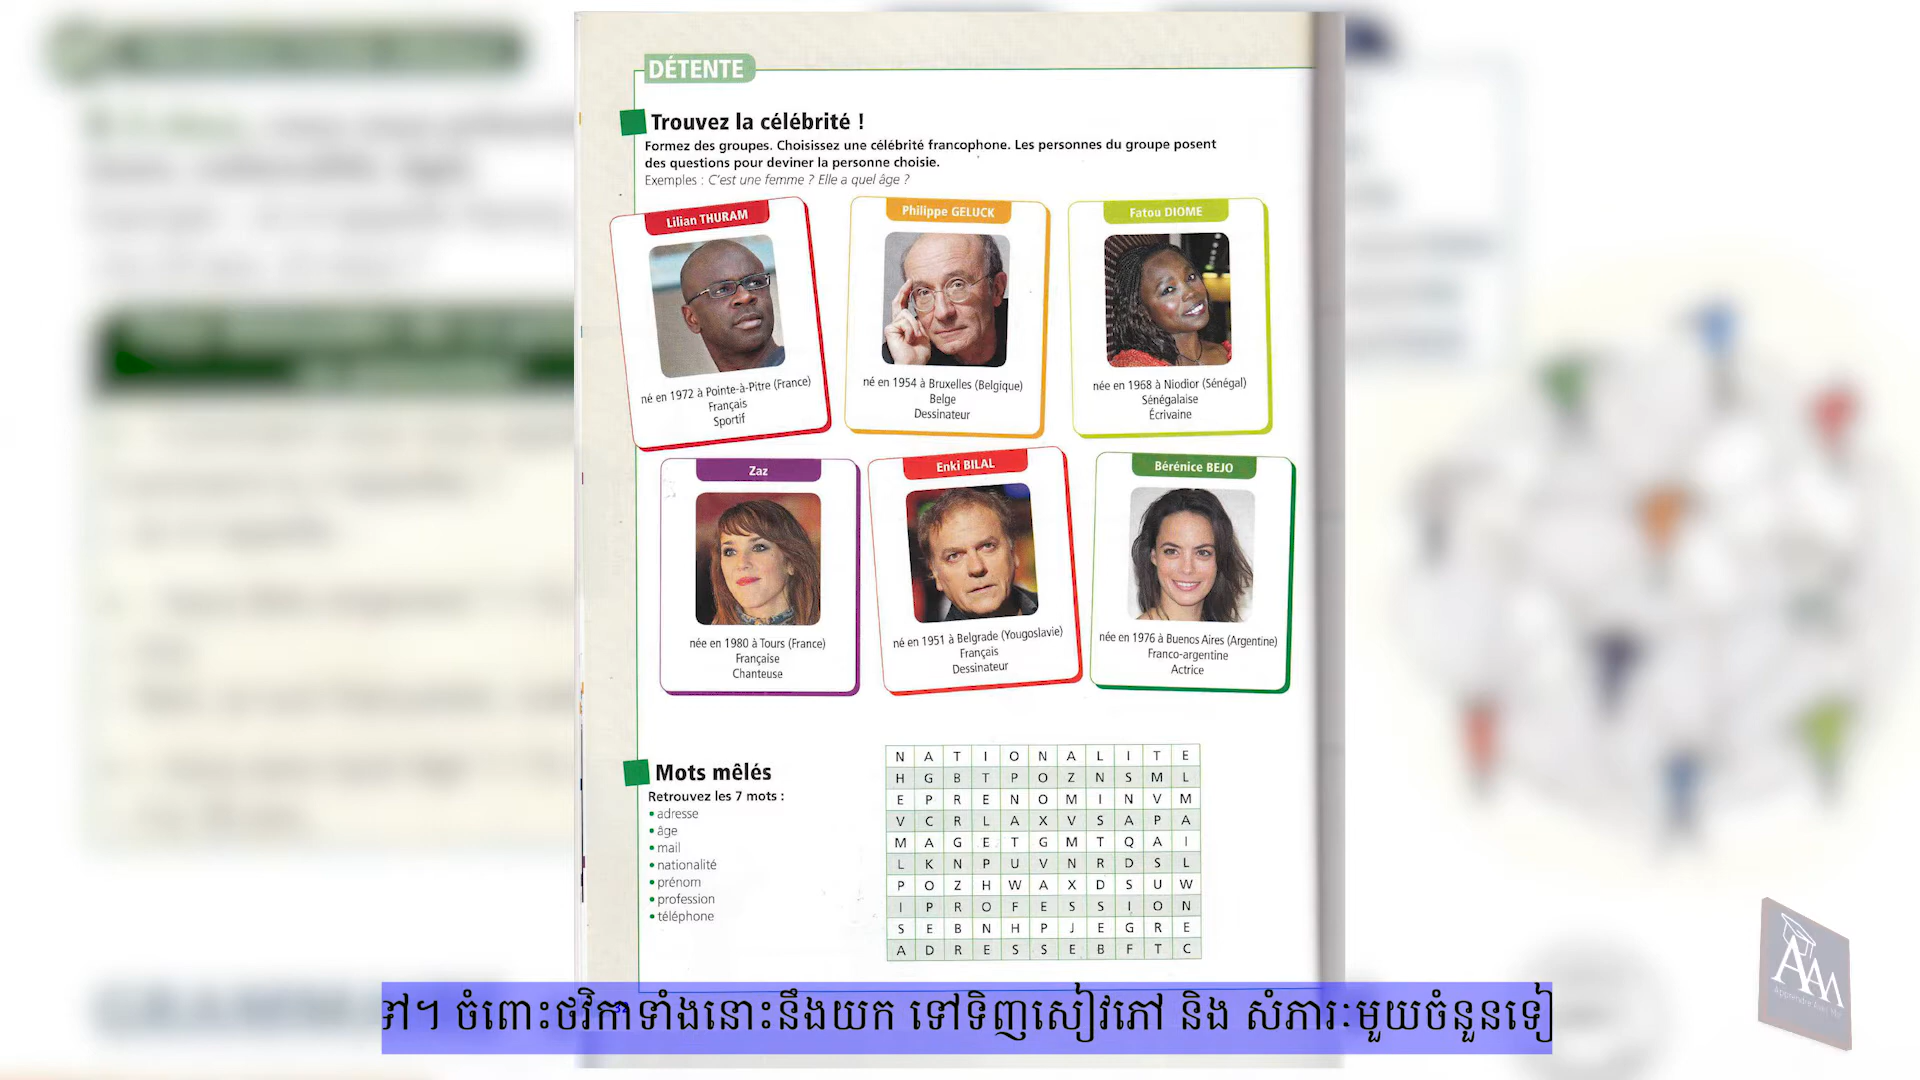 DÉTENTE
Trouvez la célébrité !
Formez des groupes. Choisissez une célébrité francophone. Les personnes du groupe posent
des questions pour deviner la personne choisie.
Exemples : C'est une femme ? Elle a quel âge ?
Lilian THURAM
né en 1972 à Pointe-à-Pitre (France)
Français
Sportif
Philippe GELUCK
né en 1954 à Bruxelles (Belgique)
Belge
Dessinateur
Fatou DIOME
née en 1968 à Niodior (Sénégal)
Sénégalaise
Écrivaine
Zaz
née en 1980 à Tours (France)
Française
Chanteuse
Enki BILAL
né en 1951 à Belgrade (Yougoslavie)
Français
Dessinateur
Bérénice BEJO
née en 1976 à Buenos Aires (Argentine)
Franco-argentine
Actrice
Mots mêlés
Retrouvez les 7 mots :
• adresse
• âge
• mail
• nationalité
• prénom
• profession
• téléphone
N A T I O N A L I T E
H G B T P O Z N S M L
E P R E N O M I N V M
V C R L A X V S A P A
M A G E T G M T Q A I
L K N P U V N R D S L
P O Z H W A X D S U W
I P R O F E S S I O N
S E B N H P J E G R E
A D R E S S E B F T C
ទៅ។ ចំពោះថវិកាទាំងនោះនឹងយក ទៅទិញសៀវភៅ និង សំភារៈមួយចំនួនទៀ
AAM